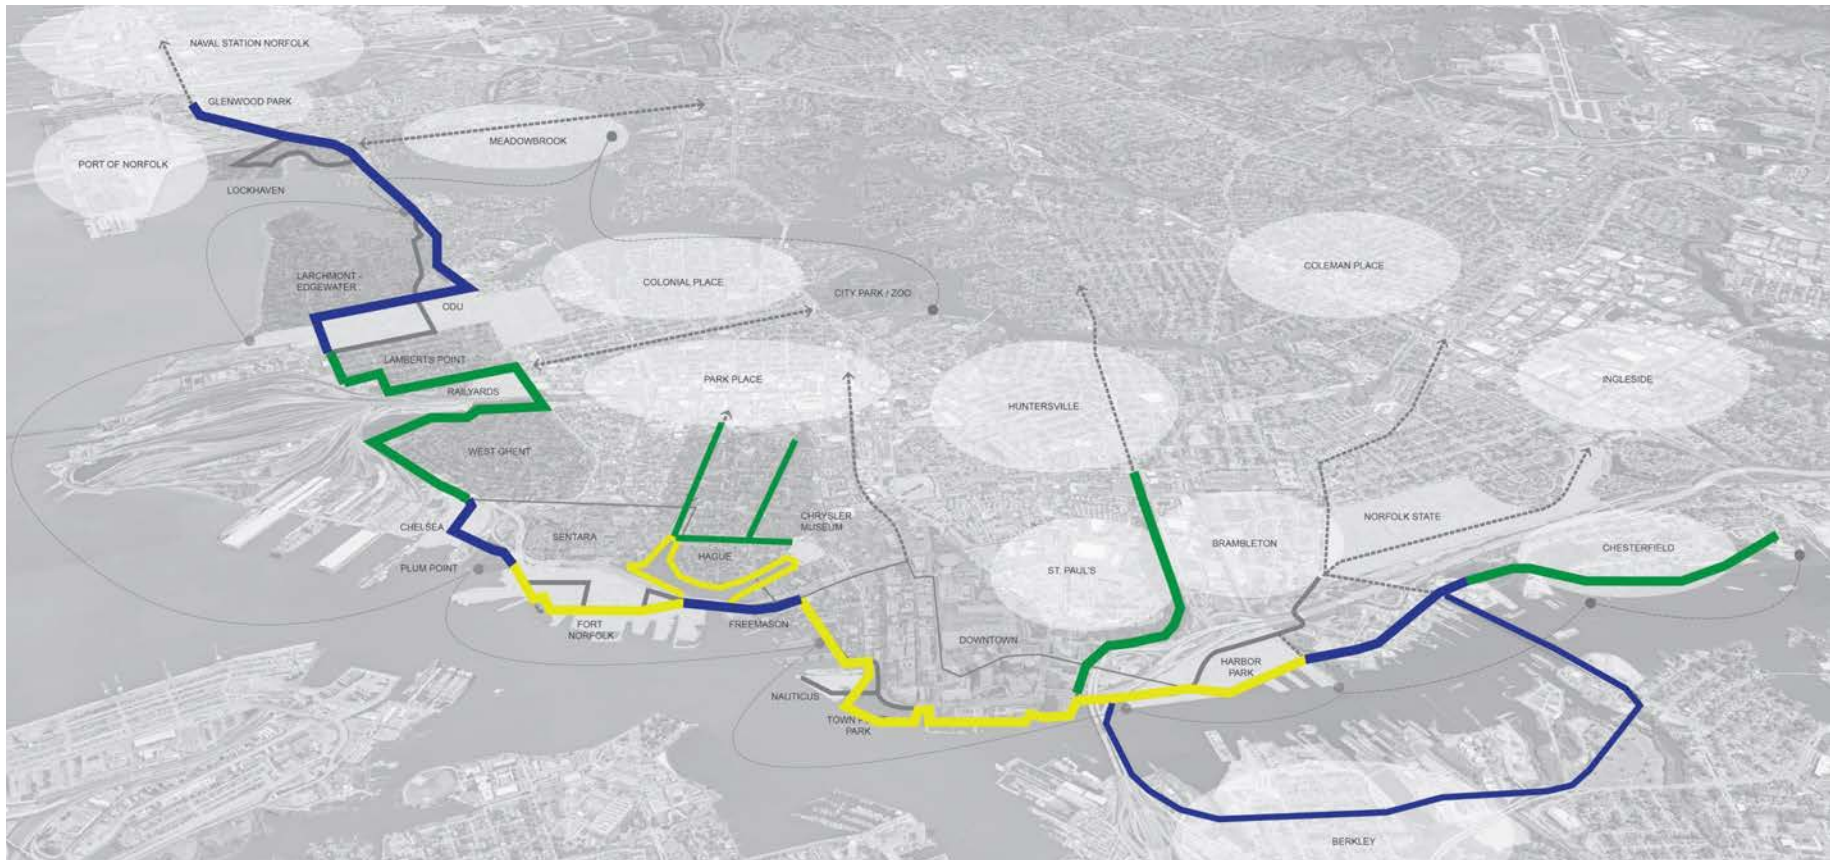 NAVAL STATION NORFOLK
GLENWOOD PARK
PORT OF NORFOLK
MEADOWBROOK
LOCKHAVEN
LARCHMONT -
EDGEWATER
ODU
COLONIAL PLACE
CITY PARK / ZOO
COLEMAN PLACE
LAMBERT'S POINT
RAILYARDS
PARK PLACE
HUNTERSVILLE
INGLESIDE
WEST GHENT
CHELSEA
SENTARA
HAGUE
CHRYSLER
MUSEUM
NORFOLK STATE
BRAMBLETON
CHESTERFIELD
PLUM POINT
ST. PAUL'S
FORT
NORFOLK
FREEMASON
DOWNTOWN
HARBOR
PARK
NAUTICUS
TOWN
PARK
BERKLEY